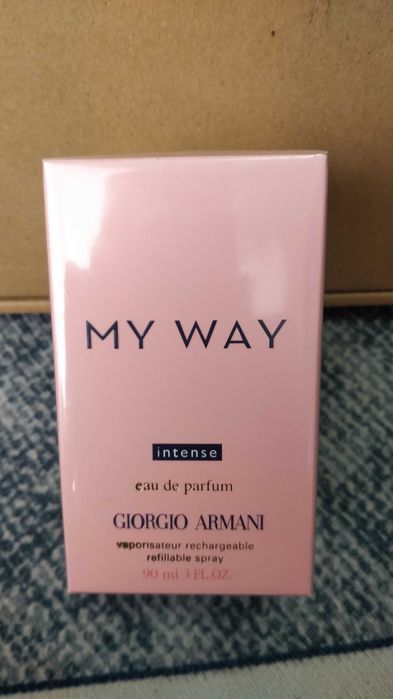 MY WAY
intense
eau de parfum
GIORGIO ARMANI
vaporisateur rechargeable
refillable spray
90 ml 3 FL.OZ.